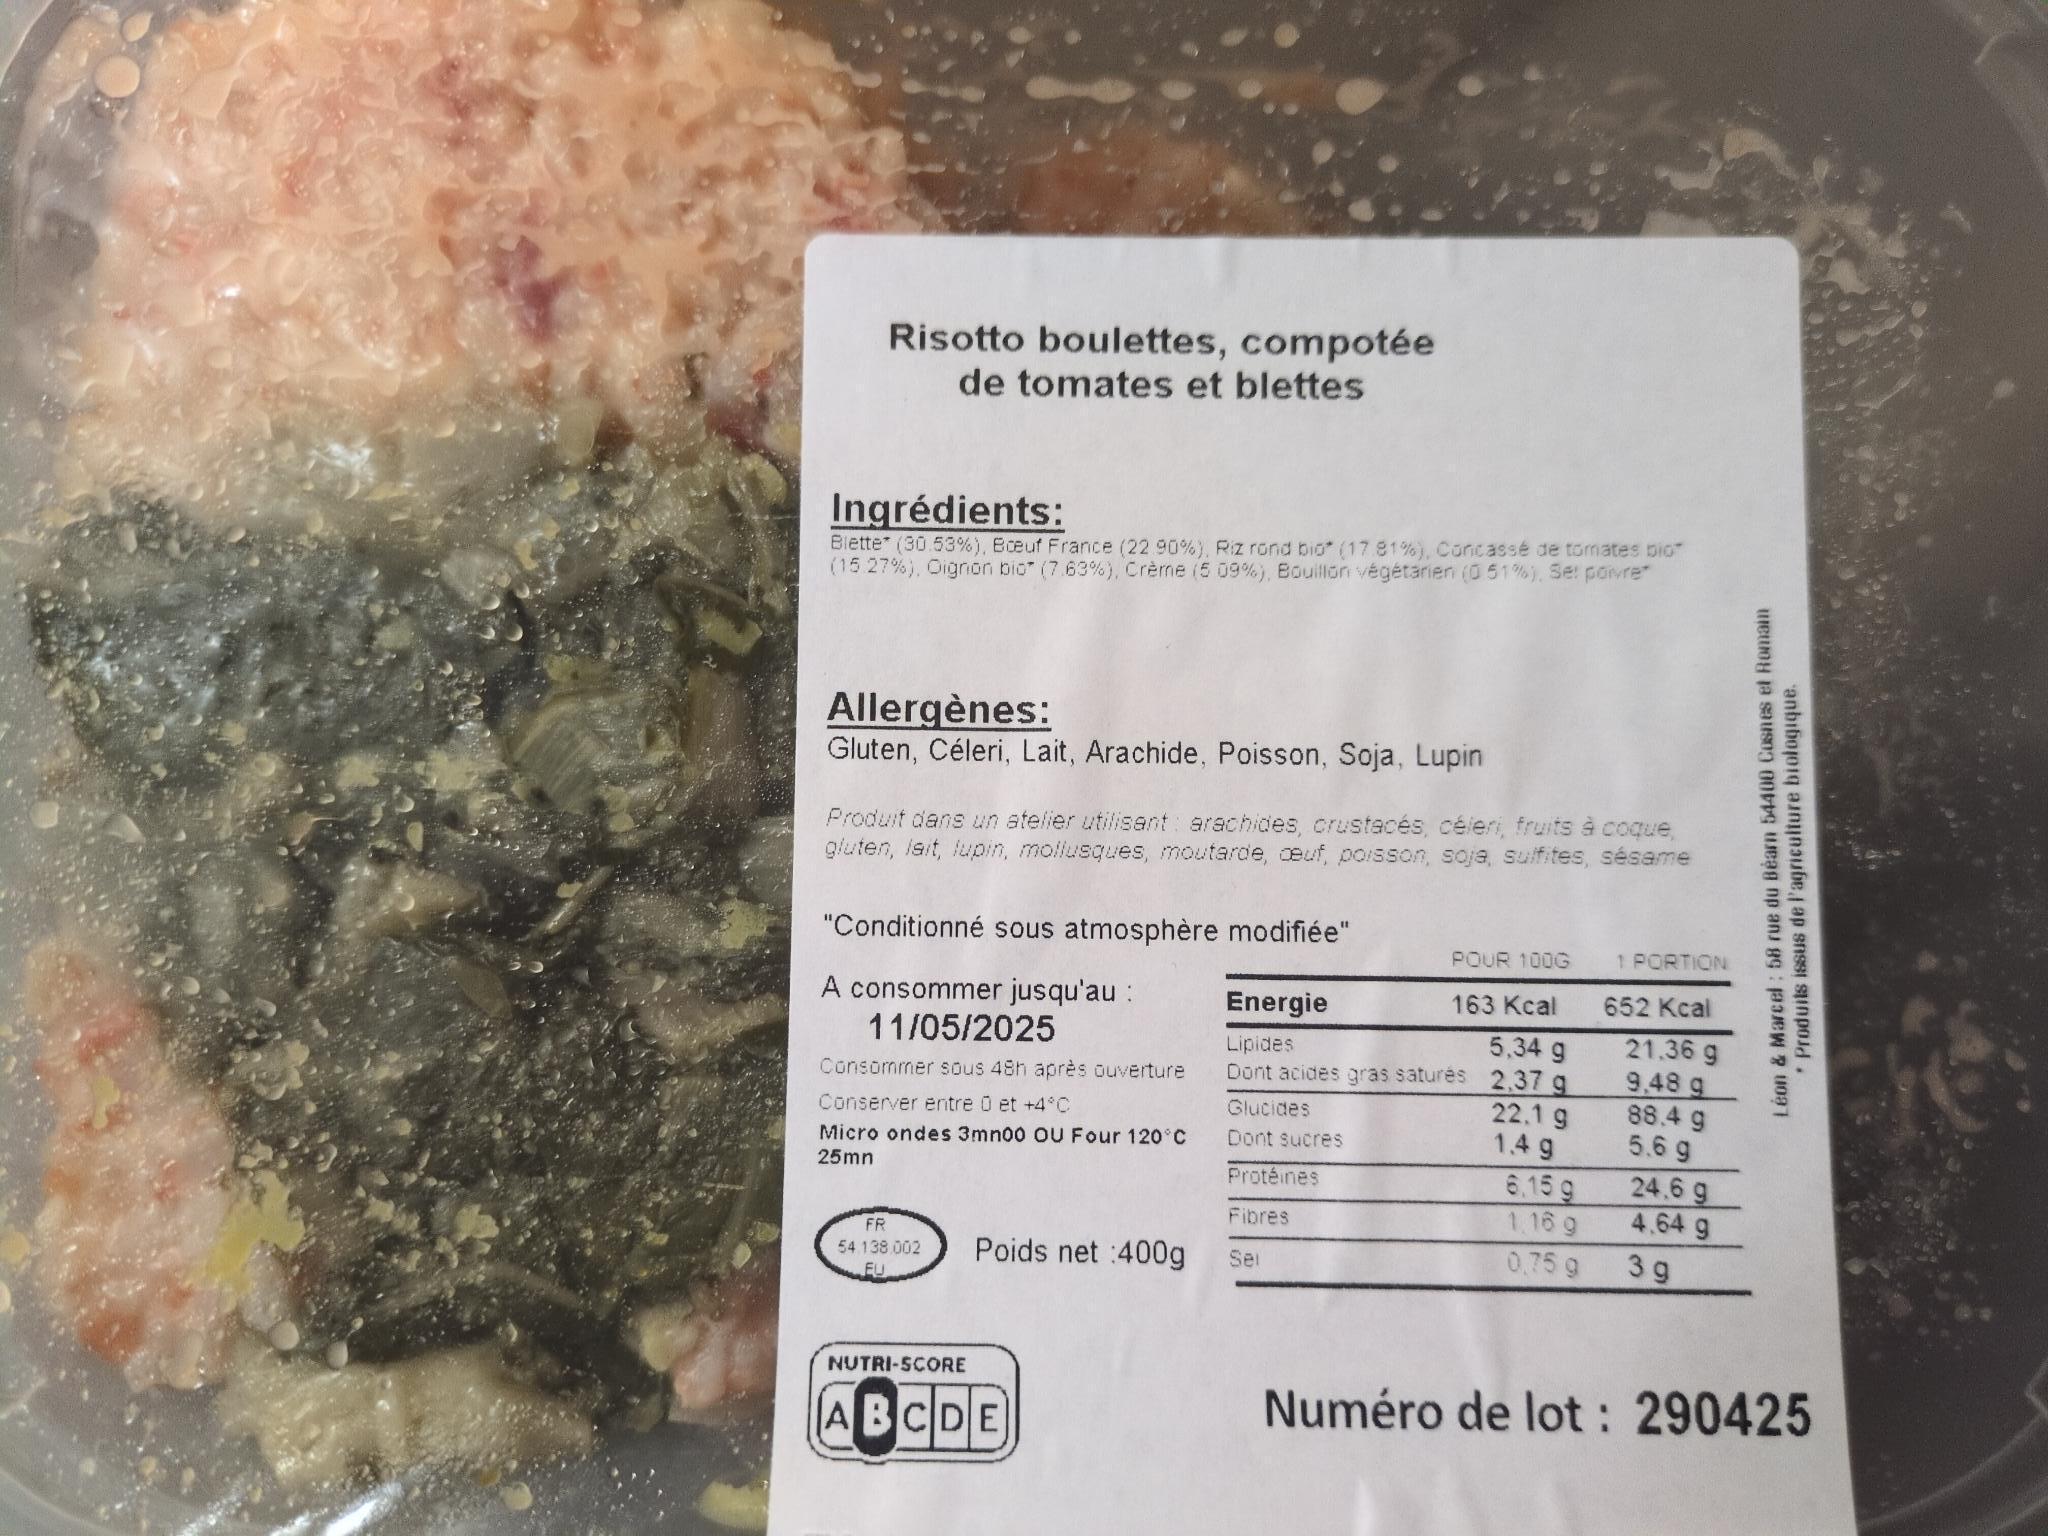 Risotto boulettes, compotée
de tomates et blettes
Ingrédients:
Blette* (30.53%), Bœuf France (22.90%), Riz rond bio* (17.81%), Concassé de tomates bio*
(15.27%), Oignon bio* (7.63%), Crème (5.09%), Bouillon végétarien (0.51%), Sel poivre*
Allergènes:
Gluten, Céleri, Lait, Arachide, Poisson, Soja, Lupin
Produit dans un atelier utilisant : arachides, crustacés, céleri, fruits à coque,
gluten, lait, lupin, mollusques, moutarde, œuf, poisson, soja, sulfites, sésame
"Conditionné sous atmosphère modifiée"
A consommer jusqu'au :
11/05/2025
Consommer sous 48h après ouverture
Conserver entre 0 et +4°C
Micro ondes 3mn00 OU Four 120°C
25mn
FR
54.138.002
EU
Poids net :400g
POUR 100G 1 PORTION
Energie 163 Kcal 652 Kcal
Lipides 5,34 g 21,36 g
Dont acides gras saturés 2,37 g 9,48 g
Glucides 22,1 g 88,4 g
Dont sucres 1,4 g 5,6 g
Protéines 6,15 g 24,6 g
Fibres 1,16 g 4,64 g
Sel 0,75 g 3 g
NUTRI-SCORE
A B C D E
Numéro de lot : 290425
Léon & Marcel : 58 rue du Béarn 54400 Cosnes et Romain
* Produits issus de l'agriculture biologique.